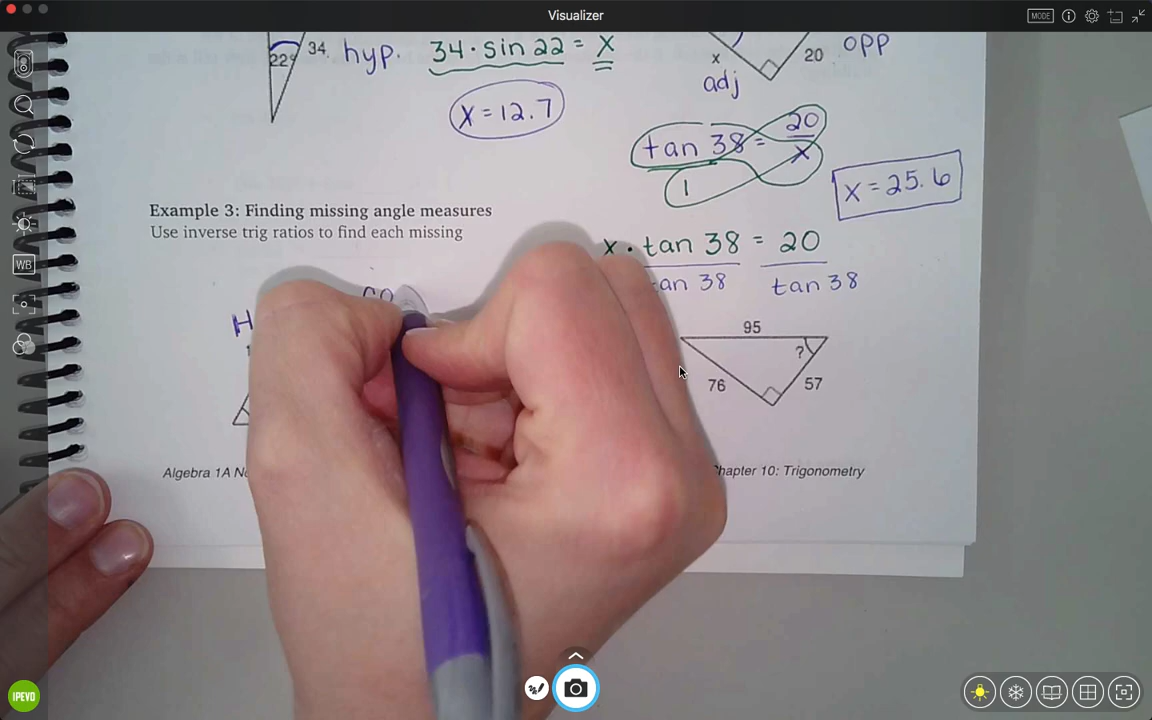 Visualizer
MODE
22°
34
hyp.
34 · sin 22 = x
x = 12.7
x
adj
20
opp
tan 38 = 20
x
1
x = 25.6
Example 3: Finding missing angle measures
Use inverse trig ratios to find each missing
x · tan 38 = 20
an 38
tan 38
WB
H
co
95
?
76
57
Algebra 1A
Chapter 10: Trigonometry
IPEVO